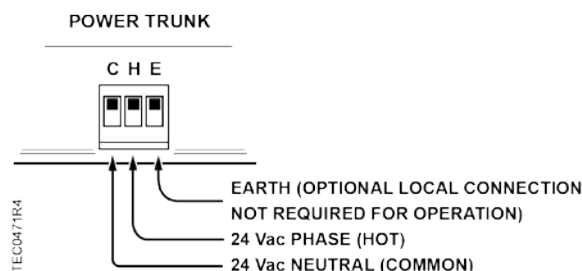 POWER TRUNK
C H E
EARTH (OPTIONAL LOCAL CONNECTION
NOT REQUIRED FOR OPERATION)
24 Vac PHASE (HOT)
24 Vac NEUTRAL (COMMON)
TEC0471R4